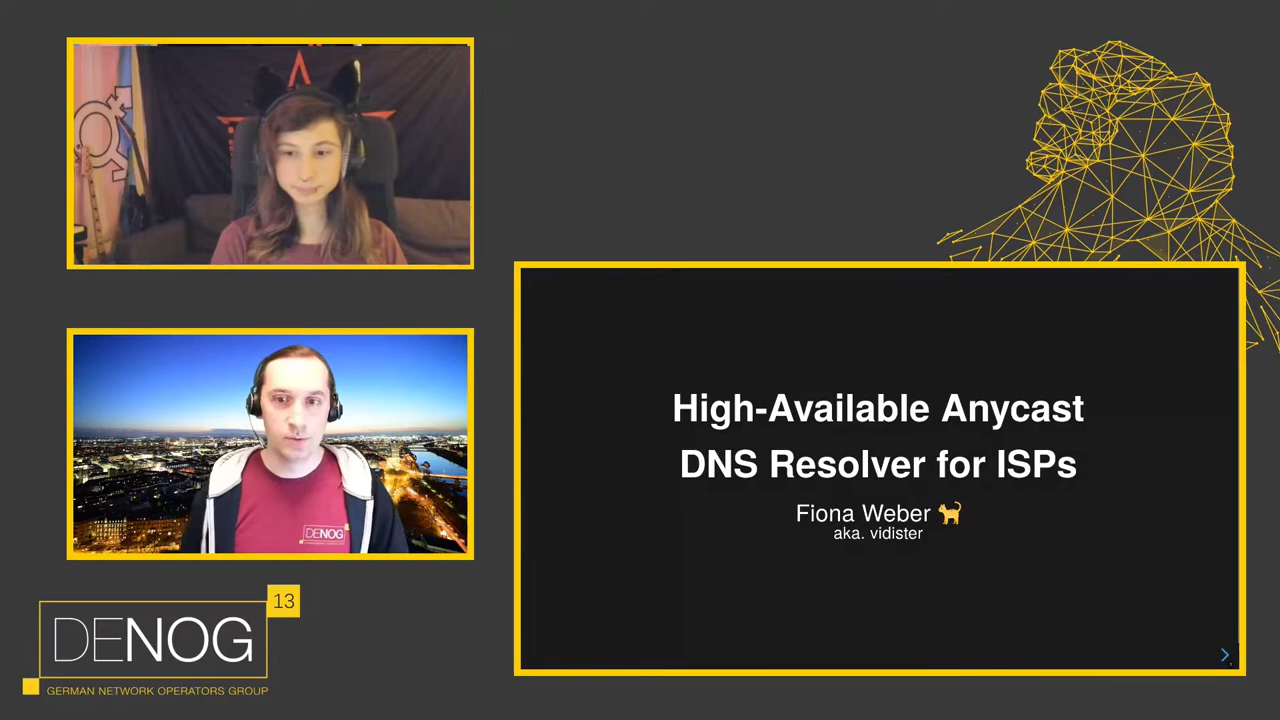 High-Available Anycast
DNS Resolver for ISPs
Fiona Weber
aka. vidister
DENOG
13
DENOG
GERMAN NETWORK OPERATORS GROUP